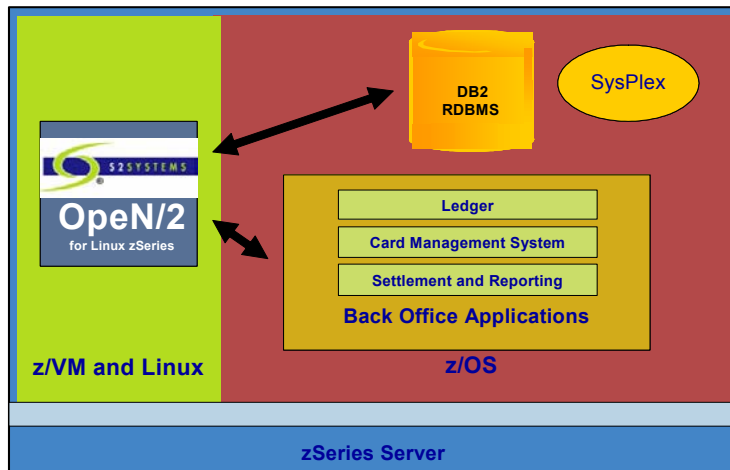 DB2
RDBMS
SysPlex
S2SYSTEMS
®
OpeN/2
for Linux zSeries
Ledger
Card Management System
Settlement and Reporting
Back Office Applications
z/VM and Linux
z/OS
zSeries Server